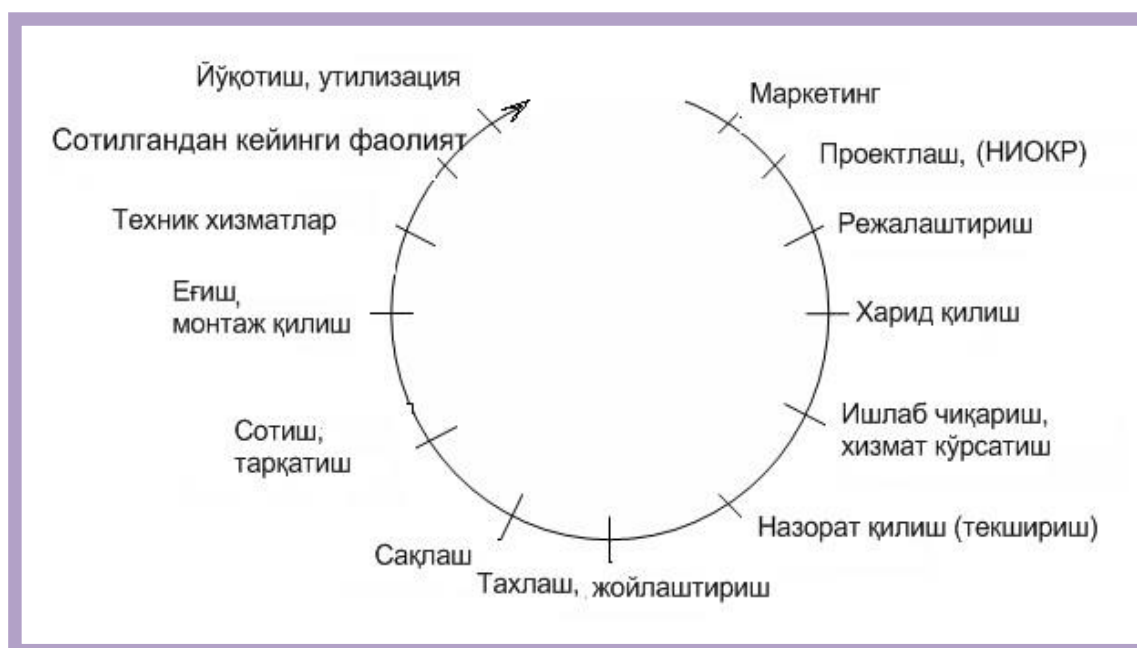 Маркетинг
Проектлаш, (НИОКР)
Режалаштириш
Харид қилиш
Ишлаб чиқариш,
хизмат кўрсатиш
Назорат қилиш (текшириш)
Тахлаш, жойлаштириш
Сақлаш
Сотиш,
тарқатиш
Еғиш,
монтаж қилиш
Техник хизматлар
Сотилгандан кейинги фаолият
Йўқотиш, утилизация